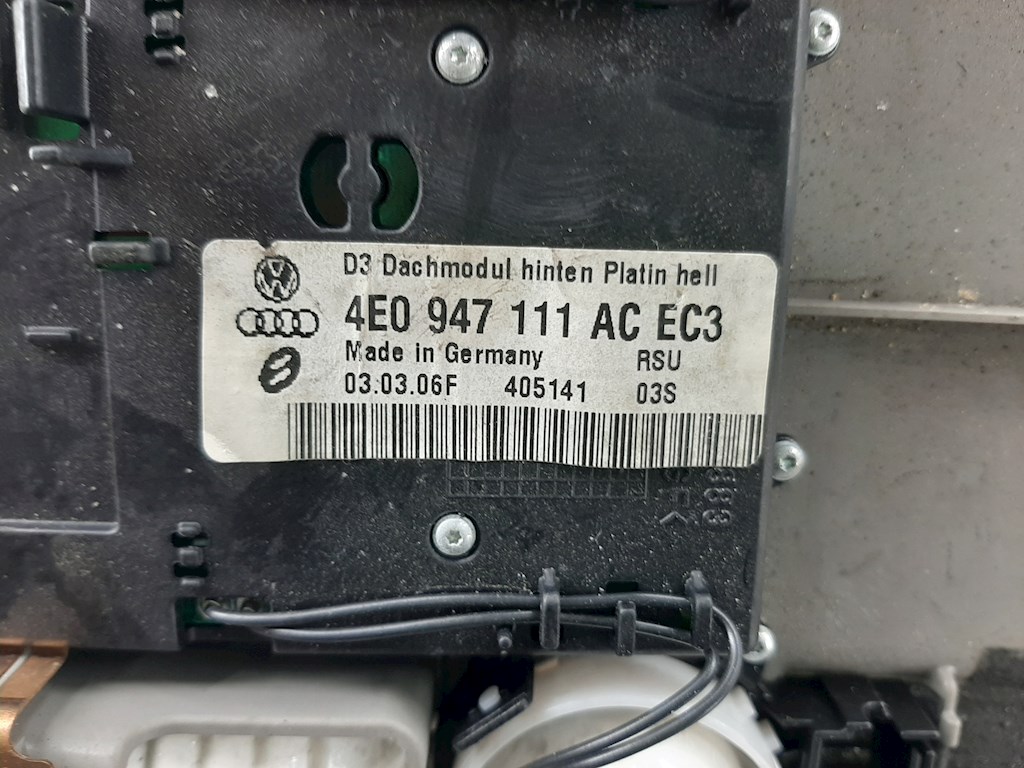 D3 Dachmodul hinten Platin hell
4E0 947 111 AC EC3
Made in Germany RSU
03.03.06F 405141 03S